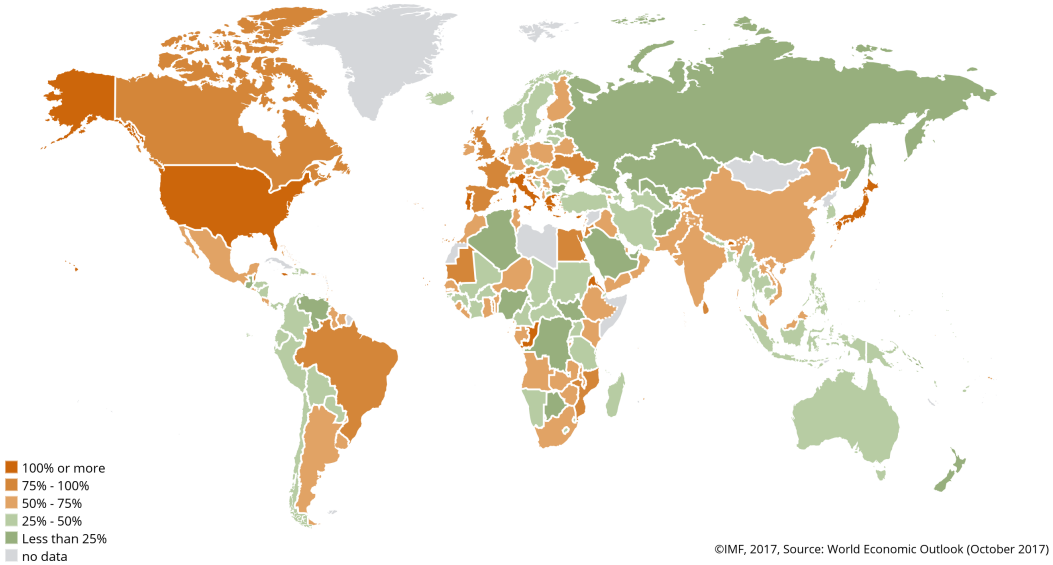 100% or more
75% - 100%
50% - 75%
25% - 50%
Less than 25%
no data
©IMF, 2017, Source: World Economic Outlook (October 2017)